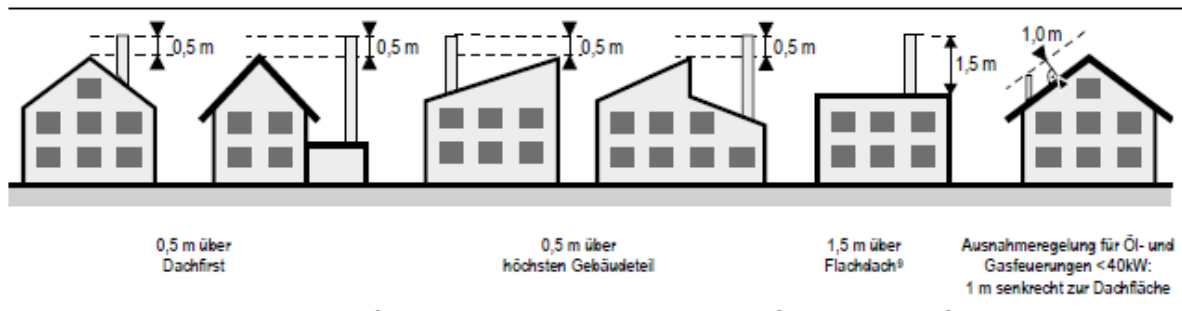 0,5 m
0,5 m
0,5 m
0,5 m
1,5 m
1,0 m
0,5 m über
Dachfirst
0,5 m über
höchsten Gebäudeteil
1,5 m über
Flachdach⁹
Ausnahmeregelung für Öl- und
Gasfeuerungen <40kW:
1 m senkrecht zur Dachfläche